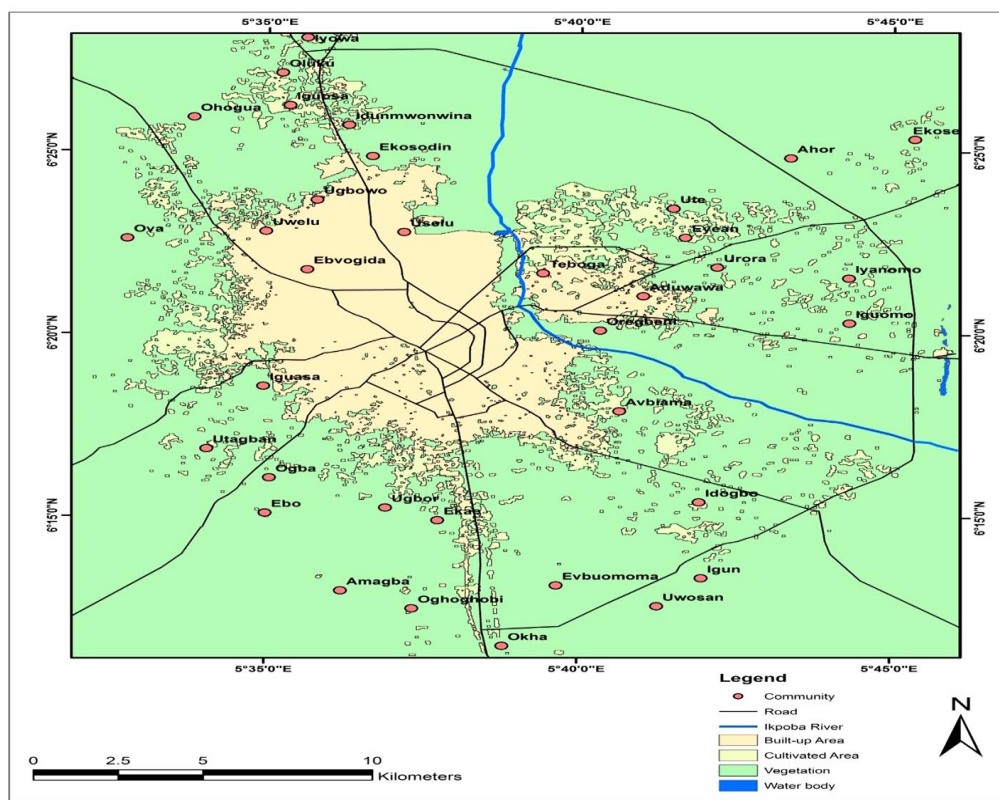 5°35'0"E 5°40'0"E 5°45'0"E
Iyowa
Oluku
Igupsa
Ohogua
Idunmwonwina
Ekose
6°25'0"N
Ekosodin
Ahor
6°25'0"N
Ugbowo
Ute
Uwelu
Uselu
Ova
Eyean
Ebvogida
Teboga
Urora
Iyanomo
Aduwawa
6°20'0"N
Oregbeni
Iguomo
6°20'0"N
Iguasa
Avbiama
Utagban
Ogba
Idogbo
6°15'0"N
Ebo
Ugbor
Ekae
6°15'0"N
Amagba
Evbuomoma
Igun
Oghoghobi
Uwosan
Okha
5°35'0"E 5°40'0"E 5°45'0"E
Legend
Community
Road
Ikpoba River
Built-up Area
Cultivated Area
Vegetation
Water body
N
0 2.5 5 10
Kilometers